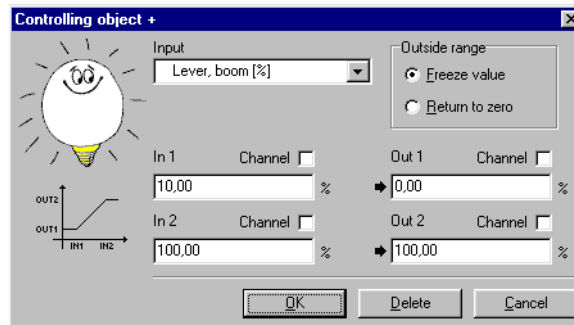 Controlling object +
Input
Lever, boom [%]
Outside range
Freeze value
Return to zero
In 1 Channel
10,00 %
Out 1 Channel
0,00 %
In 2 Channel
100,00 %
Out 2 Channel
100,00 %
OUT2
OUT1
IN1 IN2
OK Delete Cancel